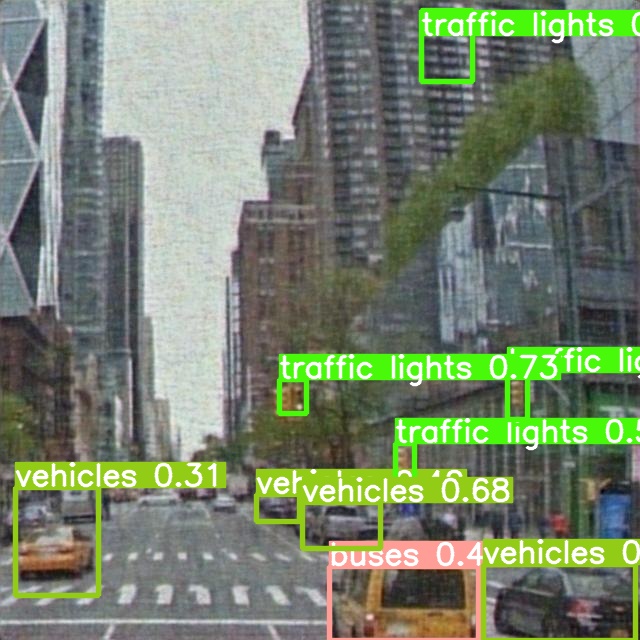 traffic lights 0
traffic lights 0.73
traffic lights 0.5
vehicles 0.31
vehicles 0.68
buses 0.4
vehicles 0